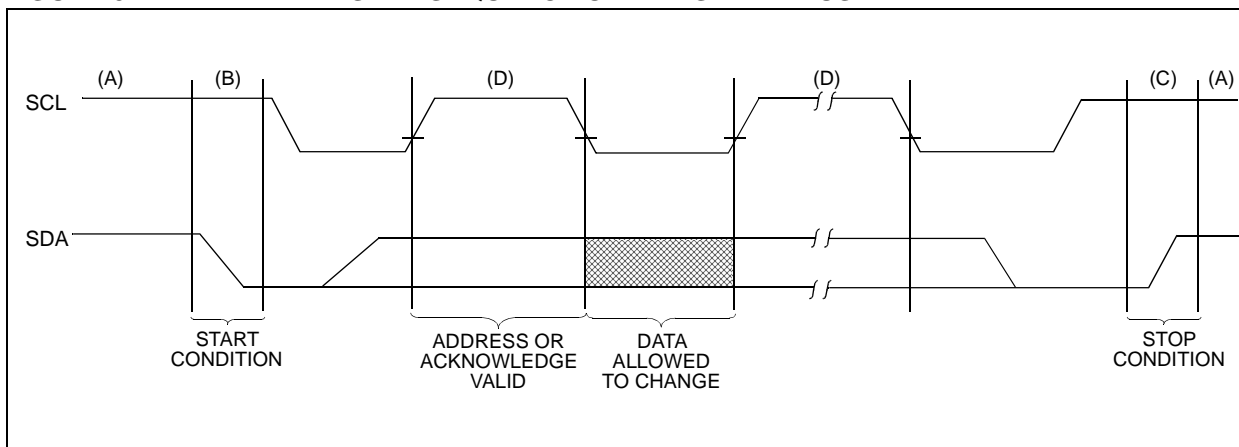 (A) (B) (D) (D) (C) (A)
SCL
SDA
START
CONDITION
ADDRESS OR
ACKNOWLEDGE
VALID
DATA
ALLOWED
TO CHANGE
STOP
CONDITION